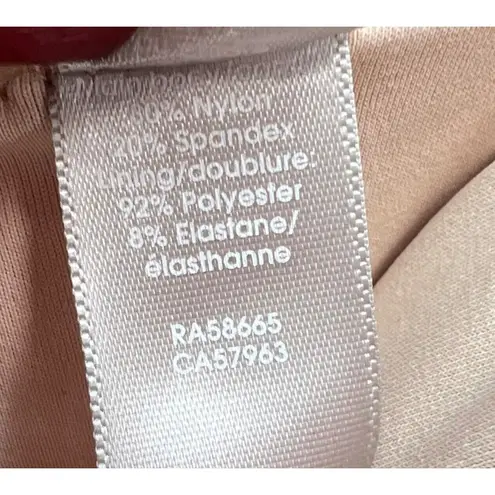 80% Nylon
20% Spandex
Lining/doublure:
92% Polyester
8% Elastane/
élasthanne
RA58665
CA57963